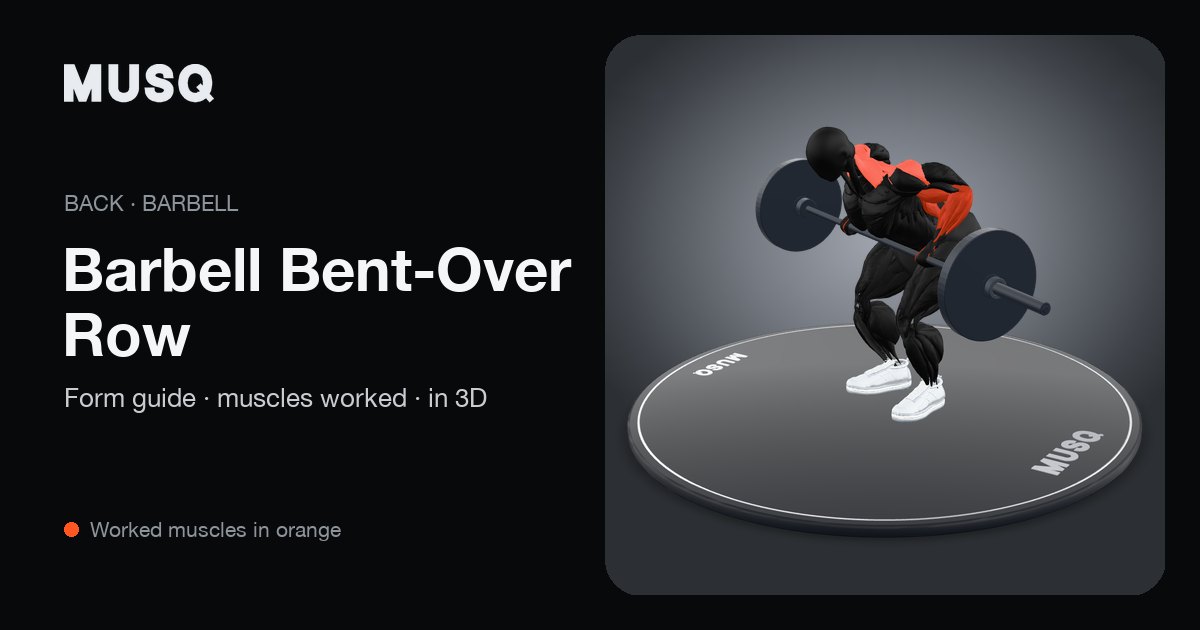 MUSQ
BACK · BARBELL
Barbell Bent-Over
Row
Form guide · muscles worked · in 3D
Worked muscles in orange
MUSQ
MUSQ